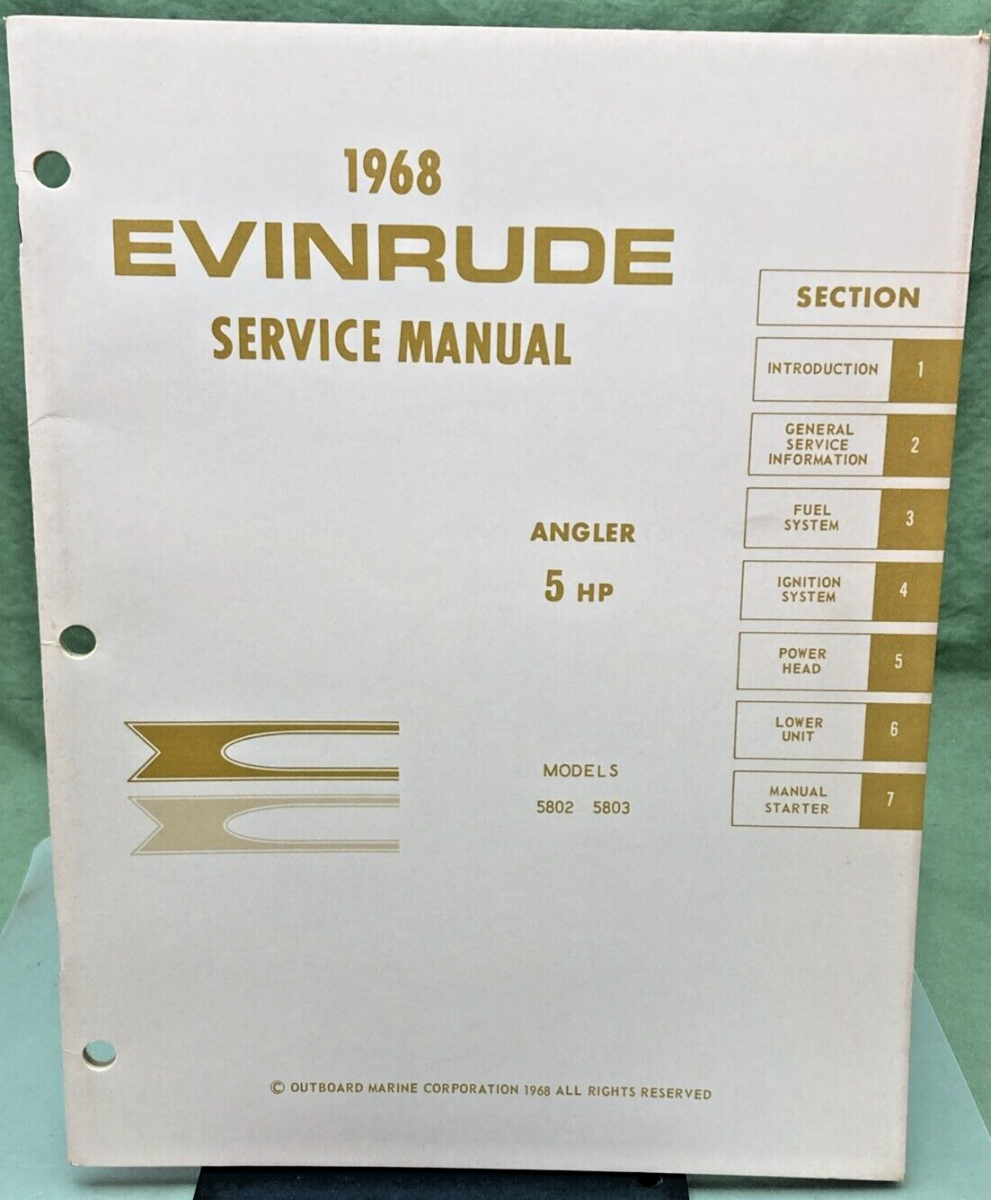 1968
EVINRUDE
SERVICE MANUAL
ANGLER
5 HP
MODELS
5802 5803
SECTION
INTRODUCTION 1
GENERAL
SERVICE 2
INFORMATION
FUEL 3
SYSTEM
IGNITION 4
SYSTEM
POWER 5
HEAD
LOWER 6
UNIT
MANUAL 7
STARTER
© OUTBOARD MARINE CORPORATION 1968 ALL RIGHTS RESERVED